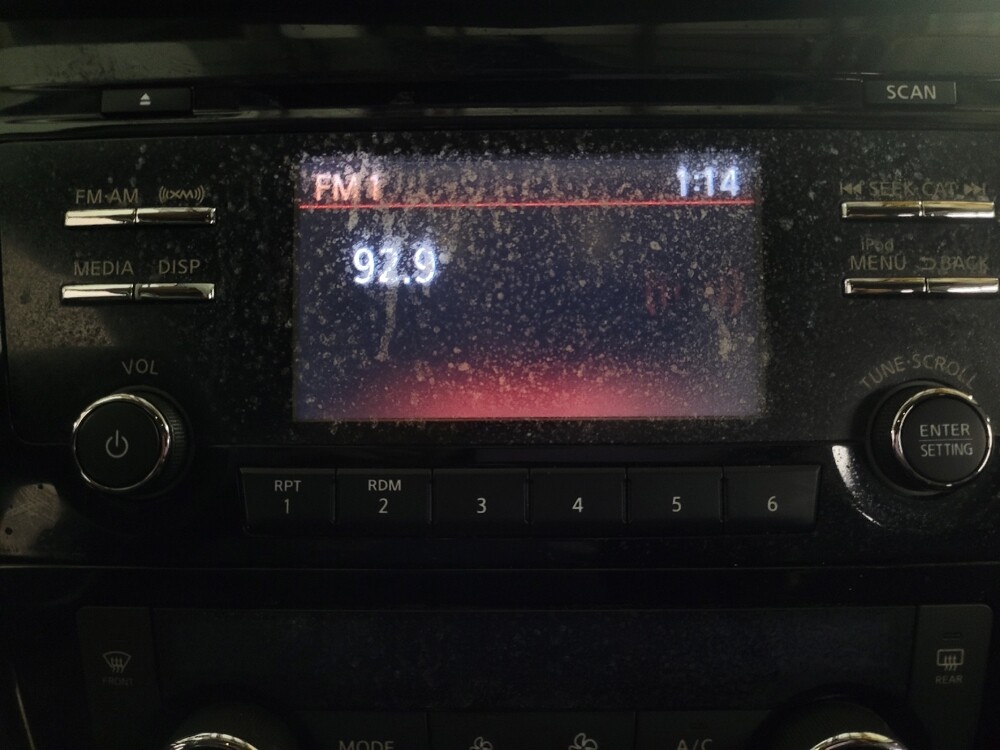 SCAN
FM·AM
((XM))
SEEK·CAT
FM 1
1:14
MEDIA
DISP
92.9
iPod
MENU
BACK
VOL
TUNE·SCROLL
ENTER
SETTING
RPT
1
RDM
2
3
4
5
6
FRONT
REAR
MODE
A/C